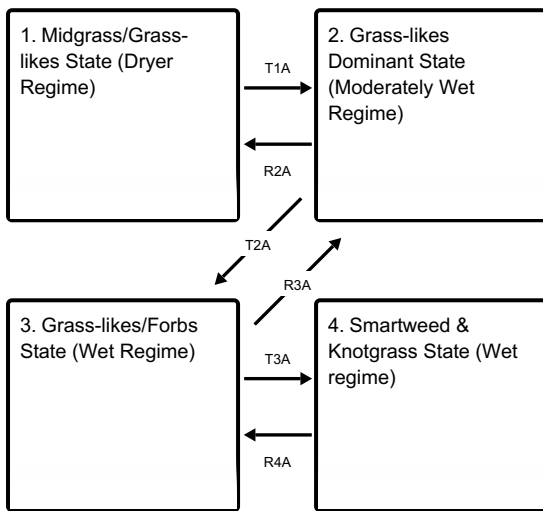 1. Midgrass/Grass-
likes State (Dryer
Regime)
T1A
2. Grass-likes
Dominant State
(Moderately Wet
Regime)
R2A
T2A
R3A
3. Grass-likes/Forbs
State (Wet Regime)
T3A
4. Smartweed &
Knotgrass State (Wet
regime)
R4A